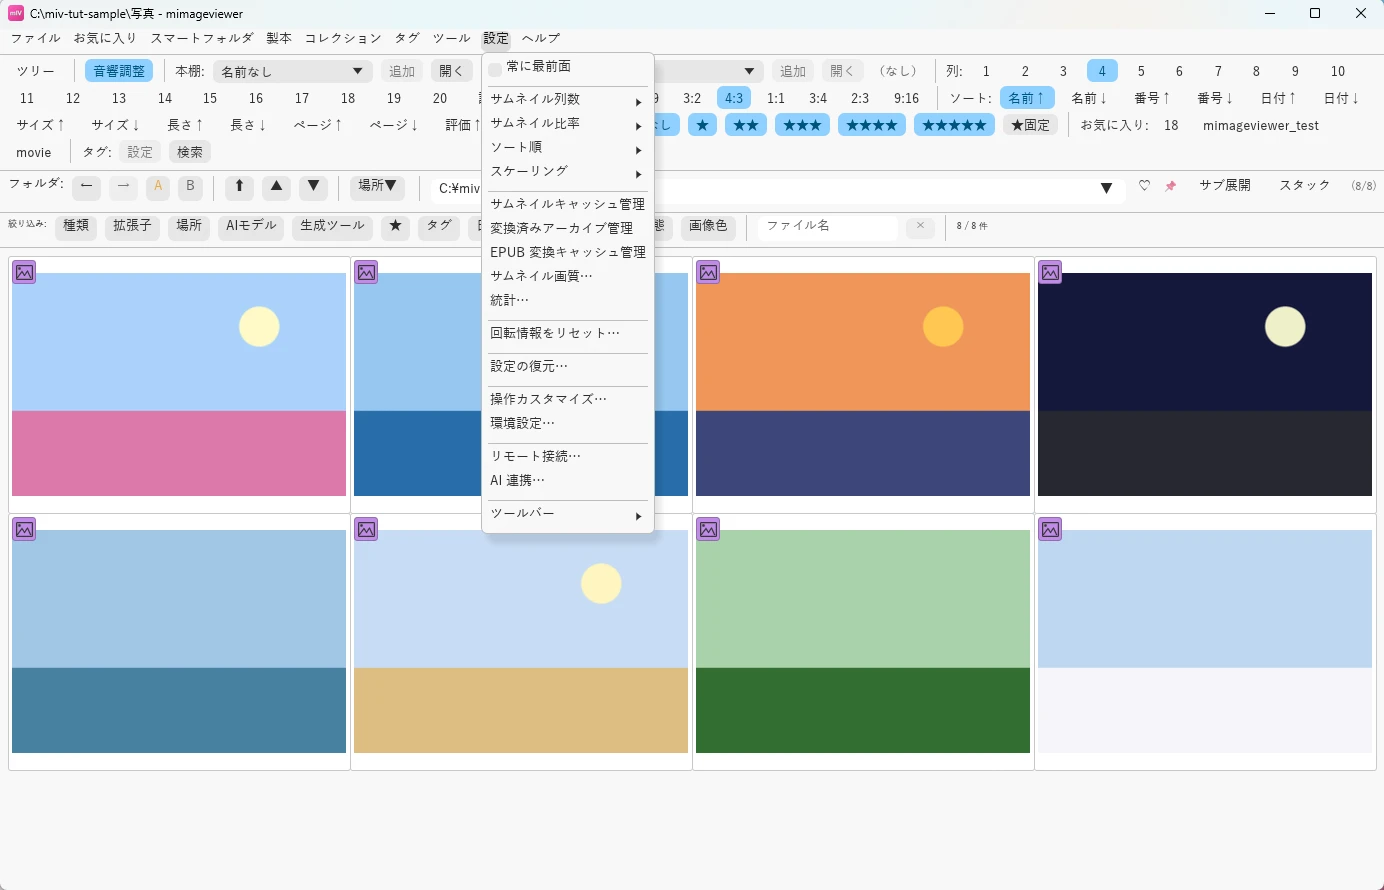 mIV C:\miv-tut-sample\写真 - mimageviewer
ファイル お気に入り スマートフォルダ 製本 コレクション タグ ツール 設定 ヘルプ
ツリー 音響調整 本棚: 名前なし ▼ 追加 開く ▼ 追加 開く （なし） 列: 1 2 3 4 5 6 7 8 9 10
11 12 13 14 15 16 17 18 19 20 3:2 4:3 1:1 3:4 2:3 9:16 ソート: 名前↑ 名前↓ 番号↑ 番号↓ 日付↑ 日付↓
サイズ↑ サイズ↓ 長さ↑ 長さ↓ ページ↑ ページ↓ 評価↑ し ★ ★★ ★★★ ★★★★ ★★★★★ ★固定 お気に入り: 18 mimageviewer_test
movie タグ: 設定 検索
フォルダ: ← → A B ⬆ ▲ ▼ 場所▼ C:¥miv ▼ ♡ サブ展開 スタック (8/8)
絞り込み: 種類 拡張子 場所 AIモデル 生成ツール ★ タグ 態 画像色 ファイル名 × 8 / 8 件
常に最前面
サムネイル列数 ▶
サムネイル比率 ▶
ソート順 ▶
スケーリング ▶
サムネイルキャッシュ管理
変換済みアーカイブ管理
EPUB 変換キャッシュ管理
サムネイル画質…
統計…
回転情報をリセット…
設定の復元…
操作カスタマイズ…
環境設定…
リモート接続…
AI 連携…
ツールバー ▶